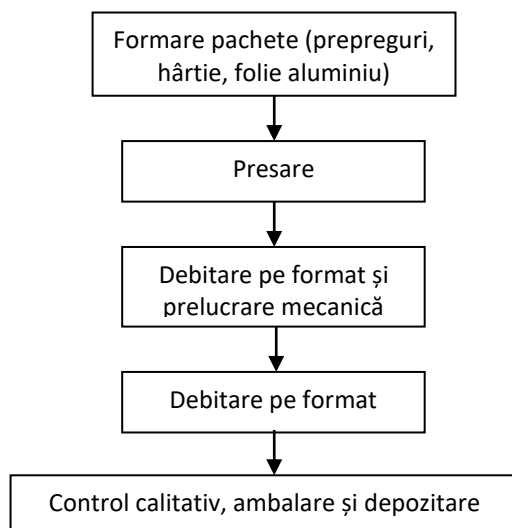 Formare pachete (prepreguri,
hârtie, folie aluminiu)
Presare
Debitare pe format și
prelucrare mecanică
Debitare pe format
Control calitativ, ambalare și depozitare